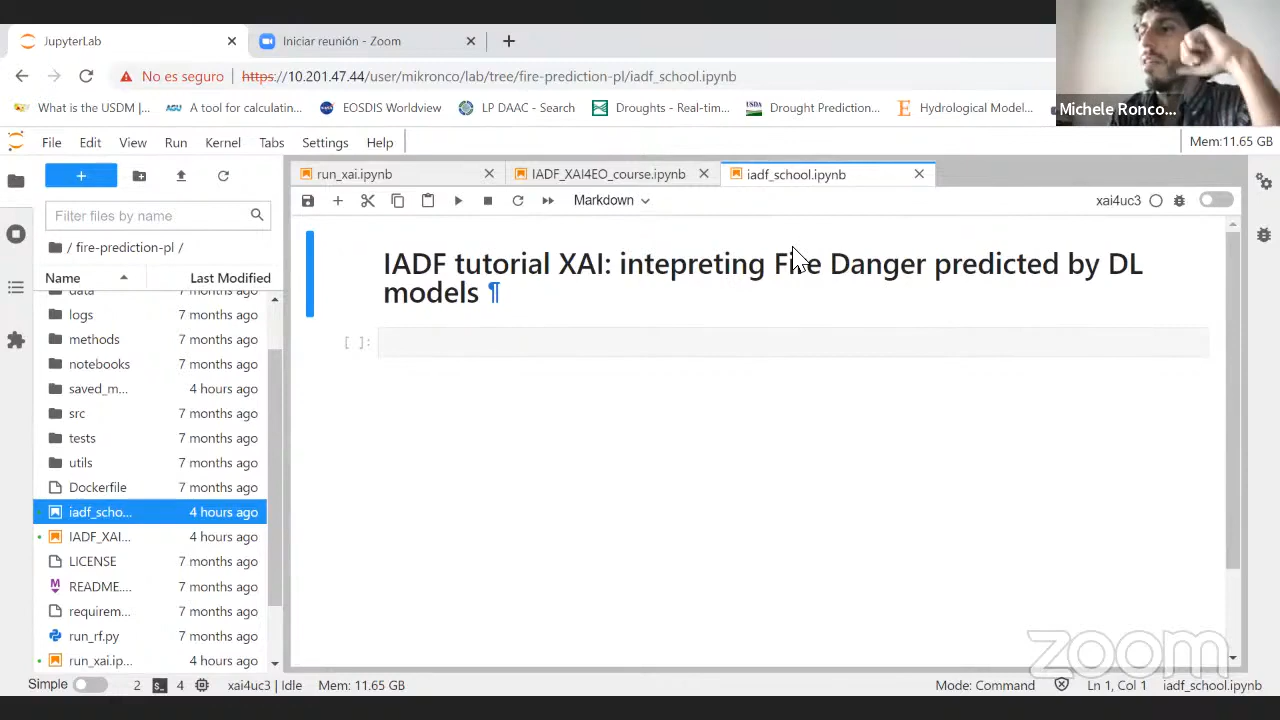 JupyterLab
Iniciar reunión - Zoom
No es seguro
https://10.201.47.44/user/mikronco/lab/tree/fire-prediction-pl/iadf_school.ipynb
What is the USDM |...
AGU
A tool for calculatin...
EOSDIS Worldview
LP DAAC - Search
Droughts - Real-tim...
USDA
Drought Prediction...
Hydrological Model...
Michele Ronco...
File
Edit
View
Run
Kernel
Tabs
Settings
Help
Mem:11.65 GB
run_xai.ipynb
IADF_XAI4EO_course.ipynb
iadf_school.ipynb
Markdown
xai4uc3
Filter files by name
/ fire-prediction-pl /
Name
Last Modified
data
7 months ago
logs
7 months ago
methods
7 months ago
notebooks
7 months ago
saved_m...
4 hours ago
src
7 months ago
tests
7 months ago
utils
7 months ago
Dockerfile
7 months ago
iadf_scho...
4 hours ago
IADF_XAI...
4 hours ago
LICENSE
7 months ago
README....
7 months ago
requirem...
7 months ago
run_rf.py
7 months ago
run_xai.ip...
4 hours ago
IADF tutorial XAI: intepreting Fire Danger predicted by DL
models ¶
[ ]:
zoom
Simple
2
4
xai4uc3 | Idle
Mem: 11.65 GB
Mode: Command
Ln 1, Col 1
iadf_school.ipynb